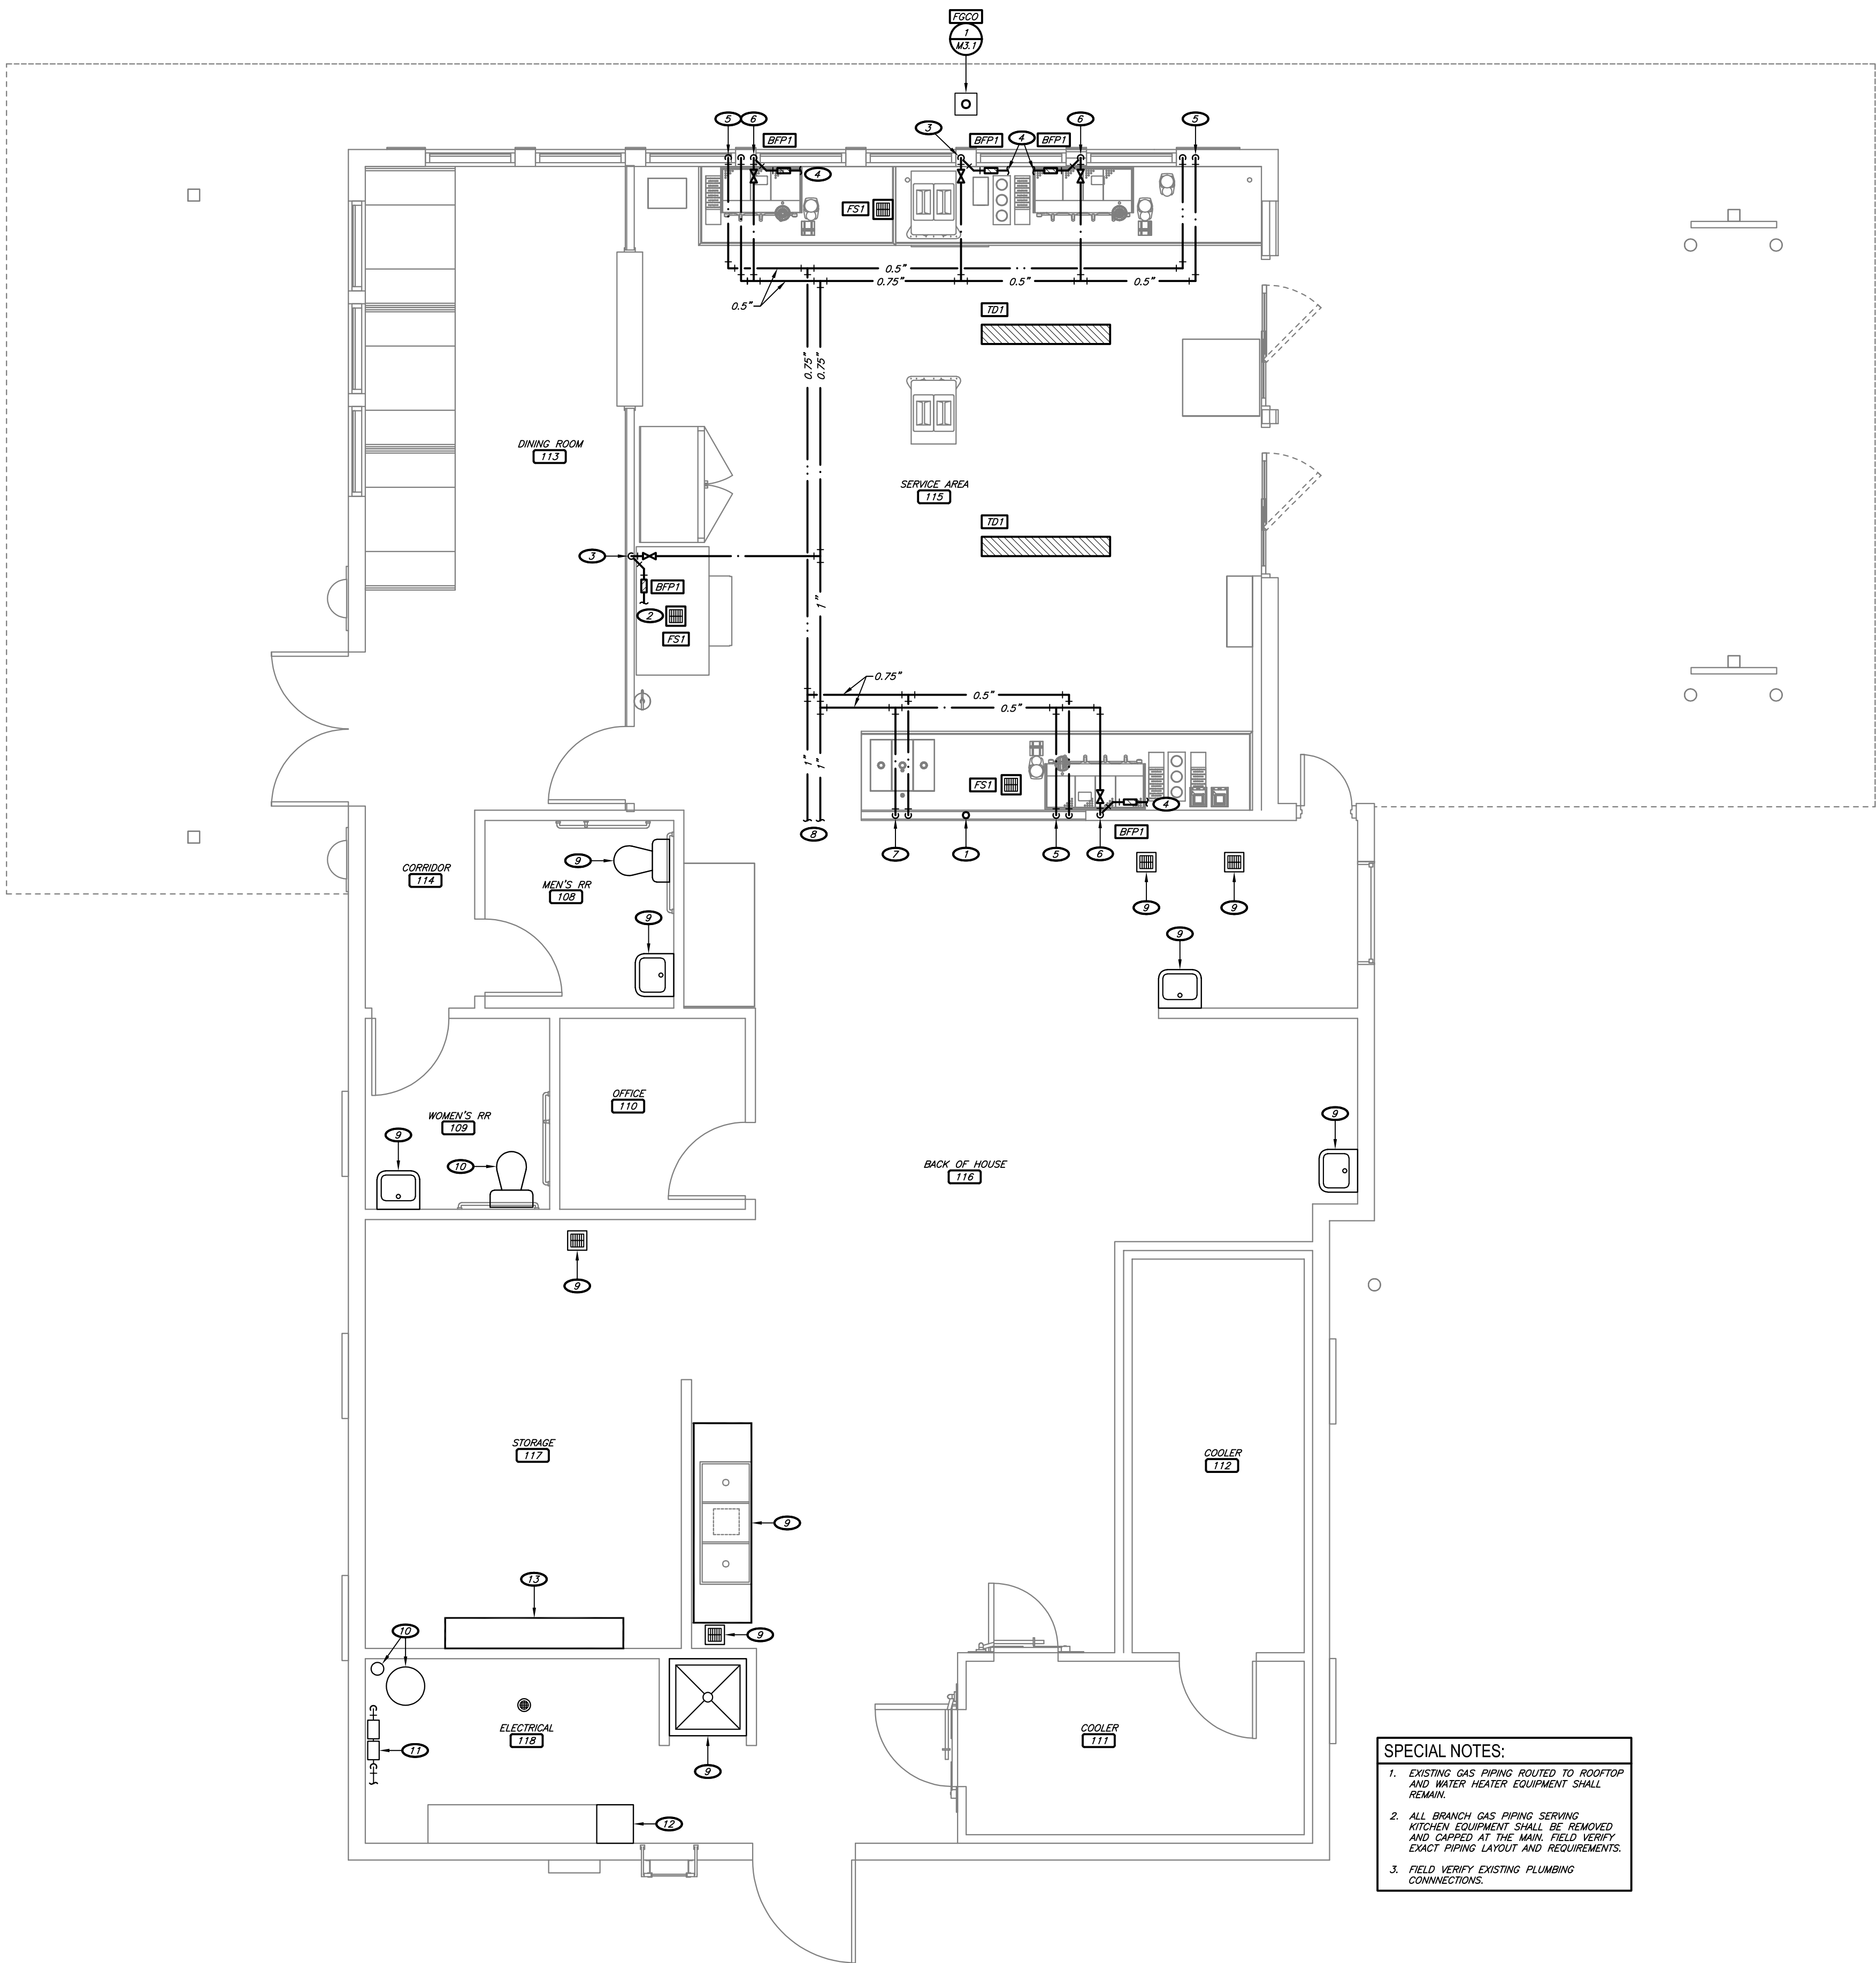 FGCO
1
M3.1
5
6
BFP1
3
BFP1
4
BFP1
6
5
4
FS1
0.5"
0.75"
0.5"
0.5"
0.5"
TD1
0.75"
0.75"
DINING ROOM
113
SERVICE AREA
115
TD1
3
BFP1
2
FS1
1"
0.75"
0.5"
0.5"
1"
1"
FS1
4
BFP1
8
7
1
5
6
9
CORRIDOR
114
MEN'S RR
108
9
9
9
9
OFFICE
110
WOMEN'S RR
109
9
10
9
BACK OF HOUSE
116
9
STORAGE
117
COOLER
112
9
13
10
9
ELECTRICAL
118
11
9
COOLER
111
12
SPECIAL NOTES:
1. EXISTING GAS PIPING ROUTED TO ROOFTOP
AND WATER HEATER EQUIPMENT SHALL
REMAIN.
2. ALL BRANCH GAS PIPING SERVING
KITCHEN EQUIPMENT SHALL BE REMOVED
AND CAPPED AT THE MAIN. FIELD VERIFY
EXACT PIPING LAYOUT AND REQUIREMENTS.
3. FIELD VERIFY EXISTING PLUMBING
CONNNECTIONS.